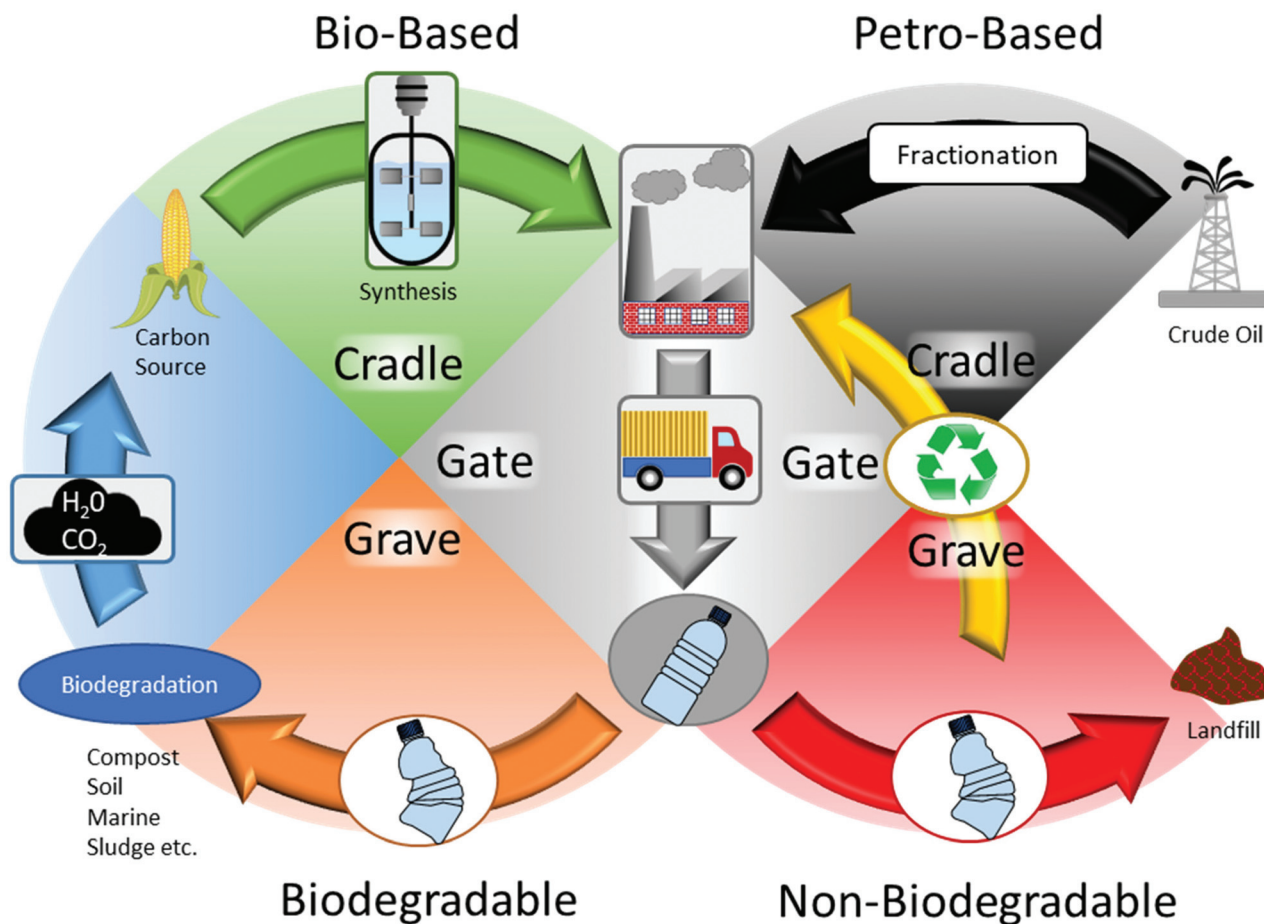 Bio-Based
Petro-Based
Fractionation
Synthesis
Carbon
Source
Crude Oil
Cradle
Cradle
Gate
Gate
H₂0
CO₂
Grave
Grave
Biodegradation
Landfill
Compost
Soil
Marine
Sludge etc.
Biodegradable
Non-Biodegradable